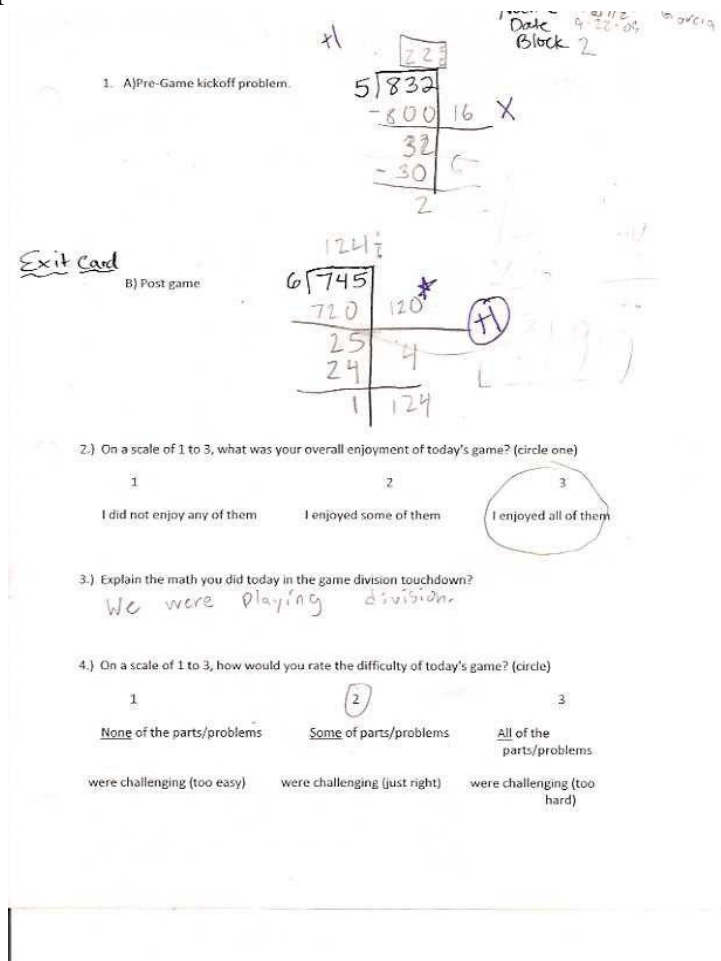 Date 9-22-09
Block 2
+1
22
1. A)Pre-Game kickoff problem.
5 832
-800 16 X
32
-30 6
2
Exit Card
124
B) Post game
6 745
720 120
+1
25 4
24
1 124
2.) On a scale of 1 to 3, what was your overall enjoyment of today's game? (circle one)
1 2 3
I did not enjoy any of them I enjoyed some of them I enjoyed all of them
3.) Explain the math you did today in the game division touchdown?
We were playing division.
4.) On a scale of 1 to 3, how would you rate the difficulty of today's game? (circle)
1 2 3
None of the parts/problems Some of parts/problems All of the
parts/problems
were challenging (too easy) were challenging (just right) were challenging (too
hard)